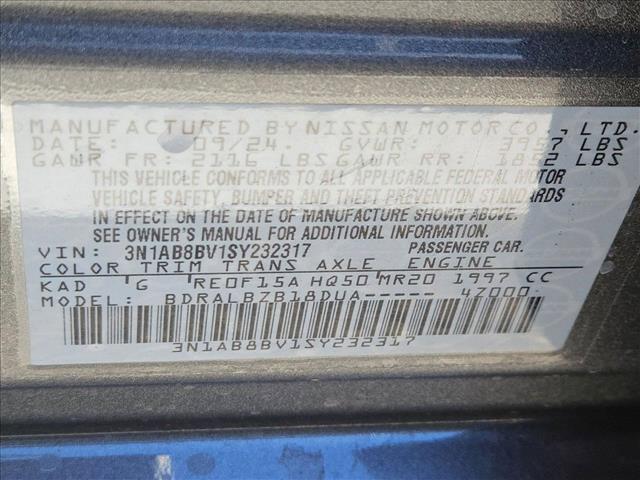 MANUFACTURED BY NISSAN MOTOR CO., LTD.
DATE: 09/24 GVWR: 3957 LBS
GAWR FR: 2116 LBS GAWR RR: 1852 LBS
THIS VEHICLE CONFORMS TO ALL APPLICABLE FEDERAL MOTOR
VEHICLE SAFETY, BUMPER AND THEFT PREVENTION STANDARDS
IN EFFECT ON THE DATE OF MANUFACTURE SHOWN ABOVE.
SEE OWNER'S MANUAL FOR ADDITIONAL INFORMATION.
VIN: 3N1AB8BV1SY232317 PASSENGER CAR.
COLOR TRIM TRANS AXLE ENGINE
KAD G RE0F15A HQ50 MR20 1997 CC
MODEL: BDRALBZB18DUA----- 4Z000:
3N1AB8BV1SY232317